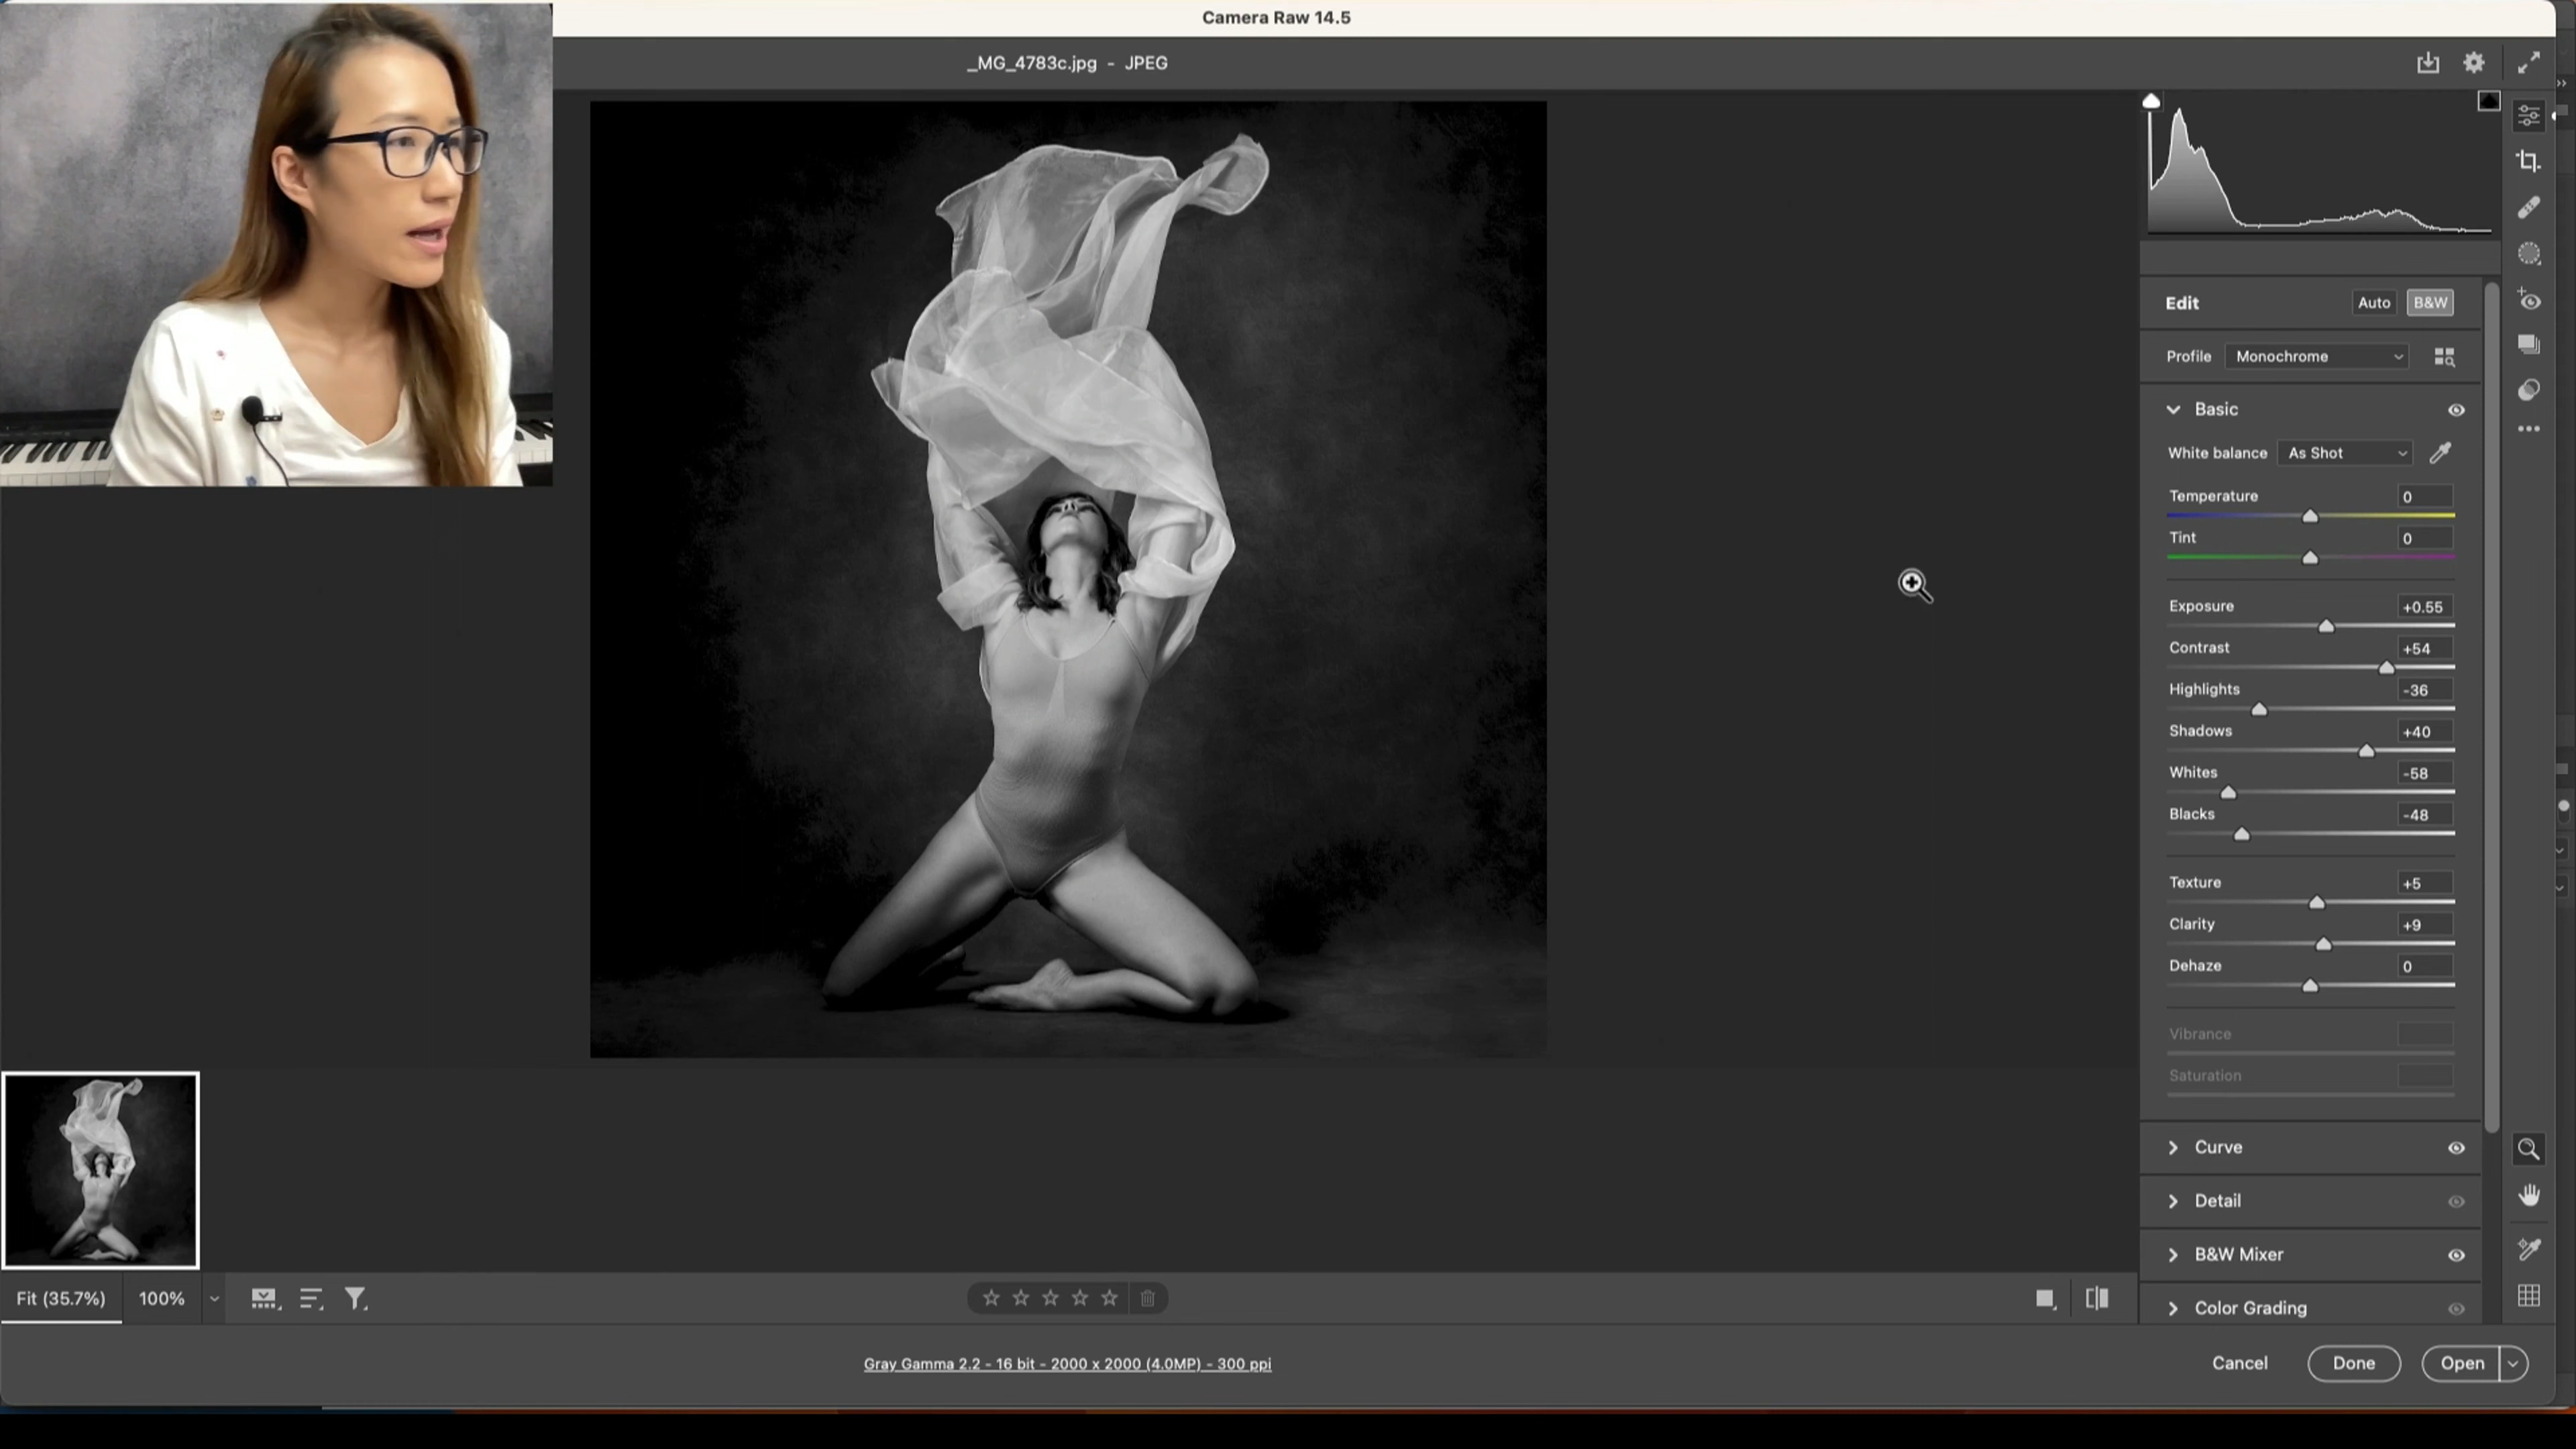 Camera Raw 14.5
_MG_4783c.jpg - JPEG
Edit Auto B&W
Profile Monochrome
Basic
White balance As Shot
Temperature 0
Tint 0
Exposure +0.55
Contrast +54
Highlights -36
Shadows +40
Whites -58
Blacks -48
Texture +5
Clarity +9
Dehaze 0
Vibrance
Saturation
Curve
Detail
B&W Mixer
Color Grading
Fit (35.7%) 100%
Gray Gamma 2.2 - 16 bit - 2000 x 2000 (4.0MP) - 300 ppi
Cancel Done Open